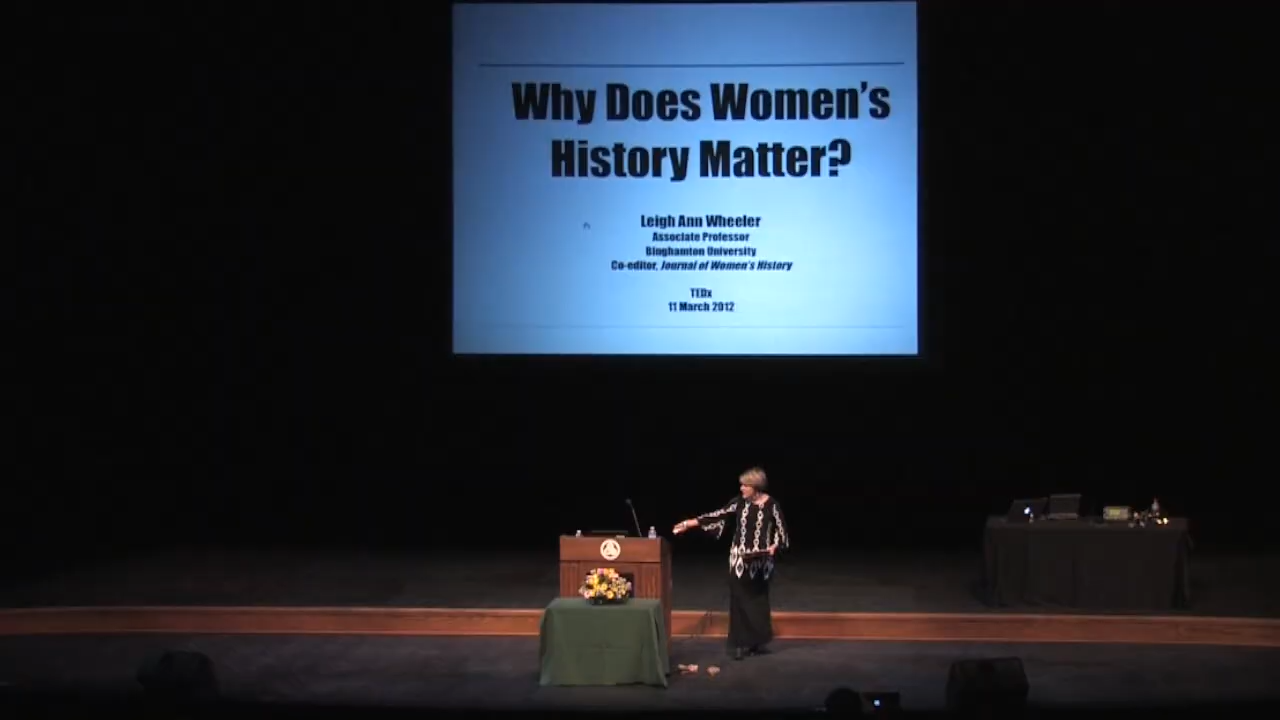 Why Does Women's
History Matter?
Leigh Ann Wheeler
Associate Professor
Binghamton University
Co-editor, Journal of Women's History
TEDx
11 March 2012